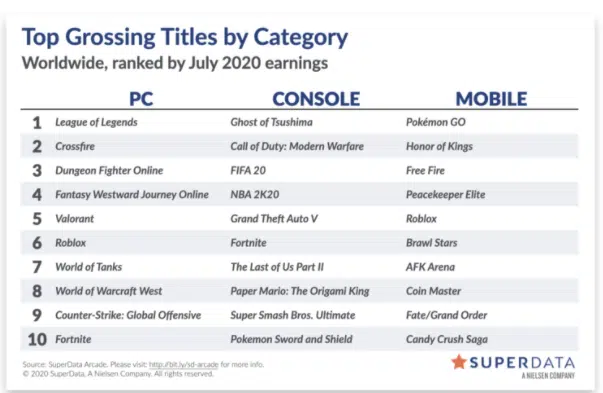 Top Grossing Titles by Category
Worldwide, ranked by July 2020 earnings
PC CONSOLE MOBILE
1 League of Legends Ghost of Tsushima Pokémon GO
2 Crossfire Call of Duty: Modern Warfare Honor of Kings
3 Dungeon Fighter Online FIFA 20 Free Fire
4 Fantasy Westward Journey Online NBA 2K20 Peacekeeper Elite
5 Valorant Grand Theft Auto V Roblox
6 Roblox Fortnite Brawl Stars
7 World of Tanks The Last of Us Part II AFK Arena
8 World of Warcraft West Paper Mario: The Origami King Coin Master
9 Counter-Strike: Global Offensive Super Smash Bros. Ultimate Fate/Grand Order
10 Fortnite Pokemon Sword and Shield Candy Crush Saga
Source: SuperData Arcade. Please visit: http://bit.ly/sd-arcade for more info.
© 2020 SuperData, A Nielsen Company. All rights reserved.
SUPERDATA
A NIELSEN COMPANY